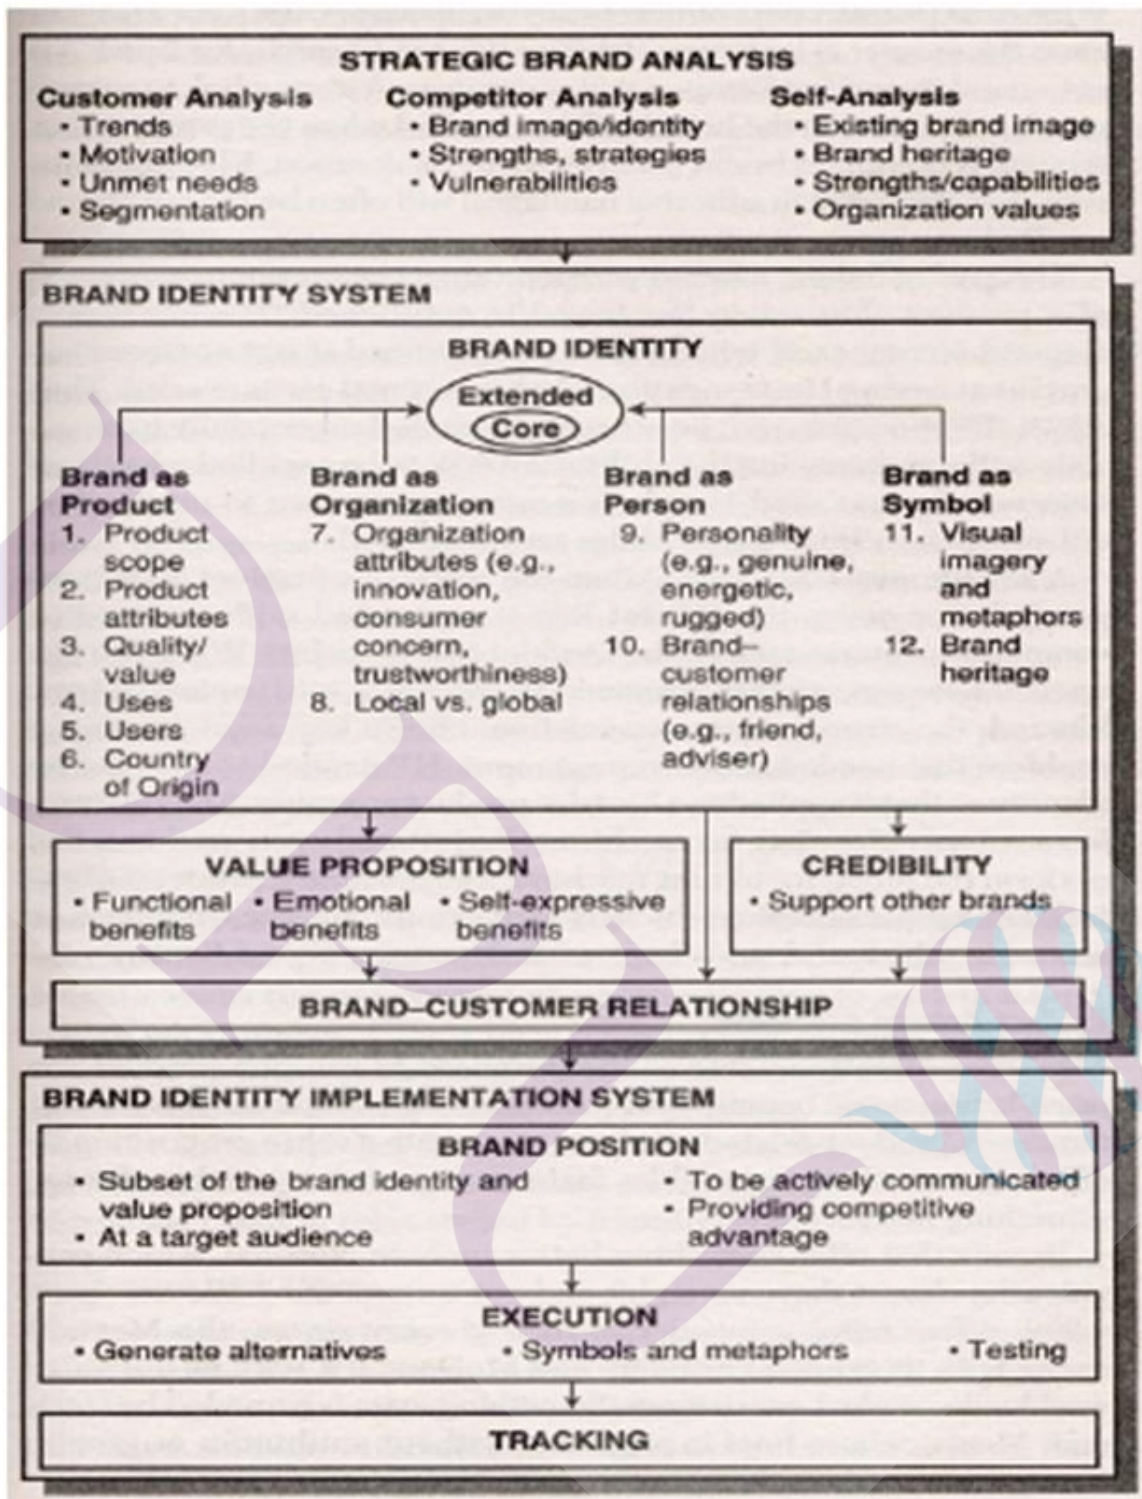 STRATEGIC BRAND ANALYSIS
Customer Analysis
• Trends
• Motivation
• Unmet needs
• Segmentation
Competitor Analysis
• Brand image/identity
• Strengths, strategies
• Vulnerabilities
Self-Analysis
• Existing brand image
• Brand heritage
• Strengths/capabilities
• Organization values
BRAND IDENTITY SYSTEM
BRAND IDENTITY
Extended
Core
Brand as
Product
1. Product
scope
2. Product
attributes
3. Quality/
value
4. Uses
5. Users
6. Country
of Origin
Brand as
Organization
7. Organization
attributes (e.g.,
innovation,
consumer
concern,
trustworthiness)
8. Local vs. global
Brand as
Person
9. Personality
(e.g., genuine,
energetic,
rugged)
10. Brand–
customer
relationships
(e.g., friend,
adviser)
Brand as
Symbol
11. Visual
imagery
and
metaphors
12. Brand
heritage
VALUE PROPOSITION
• Functional
benefits
• Emotional
benefits
• Self-expressive
benefits
CREDIBILITY
• Support other brands
BRAND–CUSTOMER RELATIONSHIP
BRAND IDENTITY IMPLEMENTATION SYSTEM
BRAND POSITION
• Subset of the brand identity and
value proposition
• At a target audience
• To be actively communicated
• Providing competitive
advantage
EXECUTION
• Generate alternatives
• Symbols and metaphors
• Testing
TRACKING